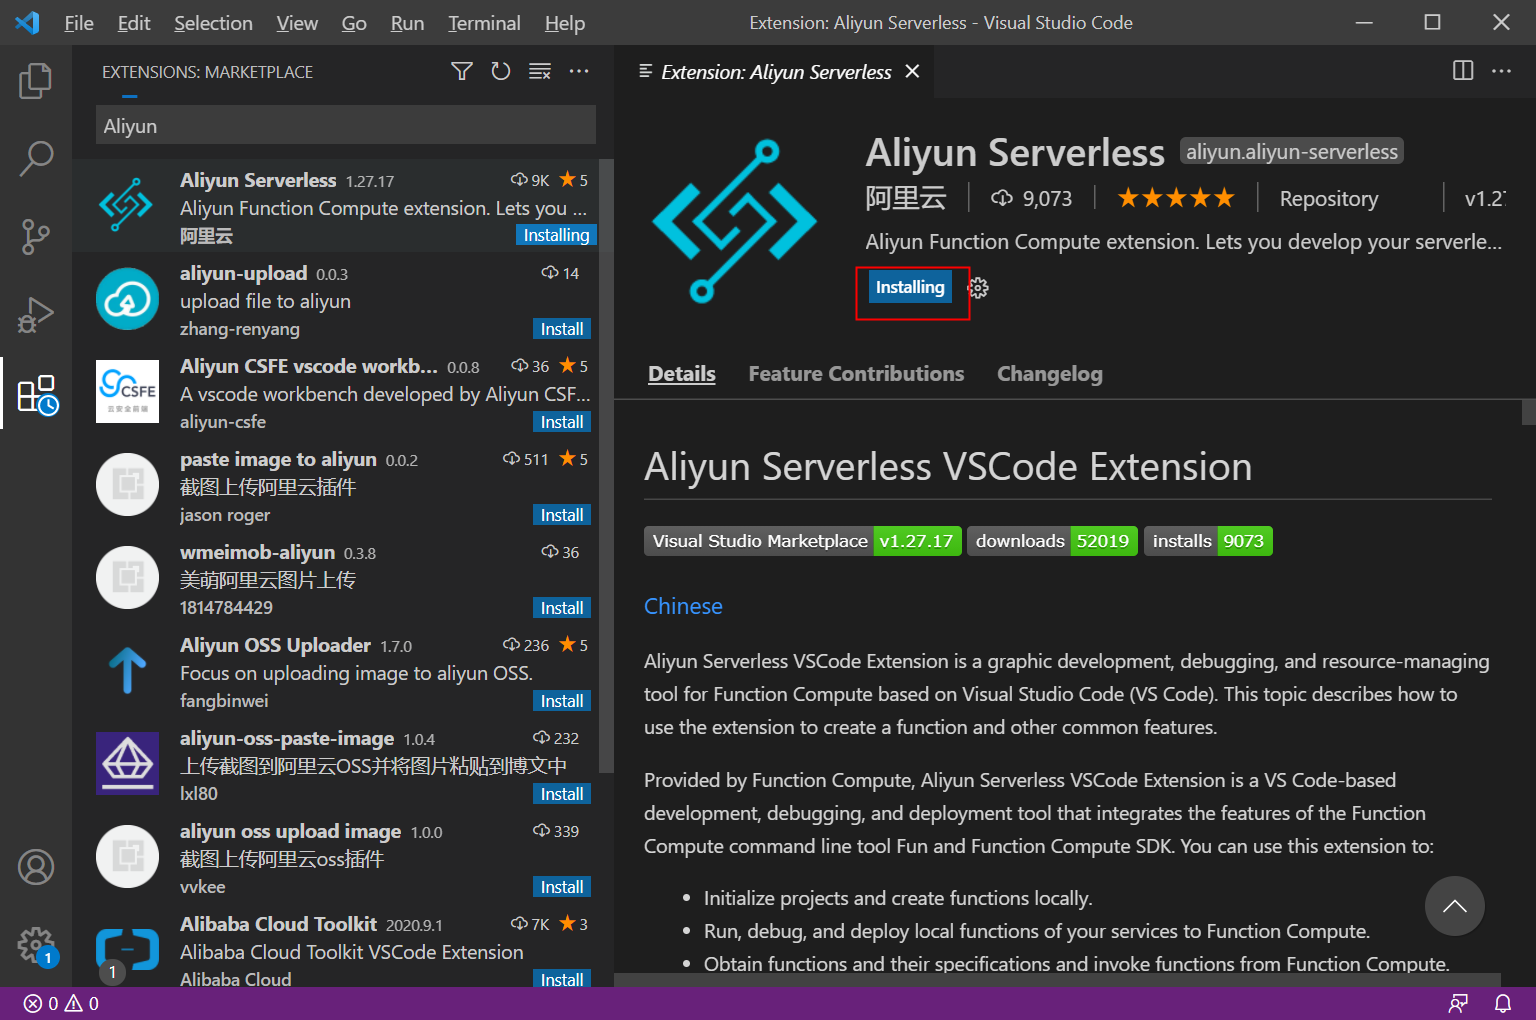 File Edit Selection View Go Run Terminal Help Extension: Aliyun Serverless - Visual Studio Code
EXTENSIONS: MARKETPLACE
Aliyun
Aliyun Serverless 1.27.17 9K 5
Aliyun Function Compute extension. Lets you ...
阿里云 Installing
aliyun-upload 0.0.3 14
upload file to aliyun
zhang-renyang Install
CSFE
云安全前端
Aliyun CSFE vscode workb... 0.0.8 36 5
A vscode workbench developed by Aliyun CSF...
aliyun-csfe Install
paste image to aliyun 0.0.2 511 5
截图上传阿里云插件
jason roger Install
wmeimob-aliyun 0.3.8 36
美萌阿里云图片上传
1814784429 Install
Aliyun OSS Uploader 1.7.0 236 5
Focus on uploading image to aliyun OSS.
fangbinwei Install
aliyun-oss-paste-image 1.0.4 232
上传截图到阿里云OSS并将图片粘贴到博文中
lxl80 Install
aliyun oss upload image 1.0.0 339
截图上传阿里云oss插件
vvkee Install
Alibaba Cloud Toolkit 2020.9.1 7K 3
Alibaba Cloud Toolkit VSCode Extension
1
Alibaba Cloud Install
1
Extension: Aliyun Serverless
Aliyun Serverless aliyun.aliyun-serverless
阿里云 9,073 Repository v1.27
Aliyun Function Compute extension. Lets you develop your serverle...
Installing
Details Feature Contributions Changelog
Aliyun Serverless VSCode Extension
Visual Studio Marketplace v1.27.17 downloads 52019 installs 9073
Chinese
Aliyun Serverless VSCode Extension is a graphic development, debugging, and resource-managing
tool for Function Compute based on Visual Studio Code (VS Code). This topic describes how to
use the extension to create a function and other common features.
Provided by Function Compute, Aliyun Serverless VSCode Extension is a VS Code-based
development, debugging, and deployment tool that integrates the features of the Function
Compute command line tool Fun and Function Compute SDK. You can use this extension to:
• Initialize projects and create functions locally.
• Run, debug, and deploy local functions of your services to Function Compute.
• Obtain functions and their specifications and invoke functions from Function Compute.
0 0